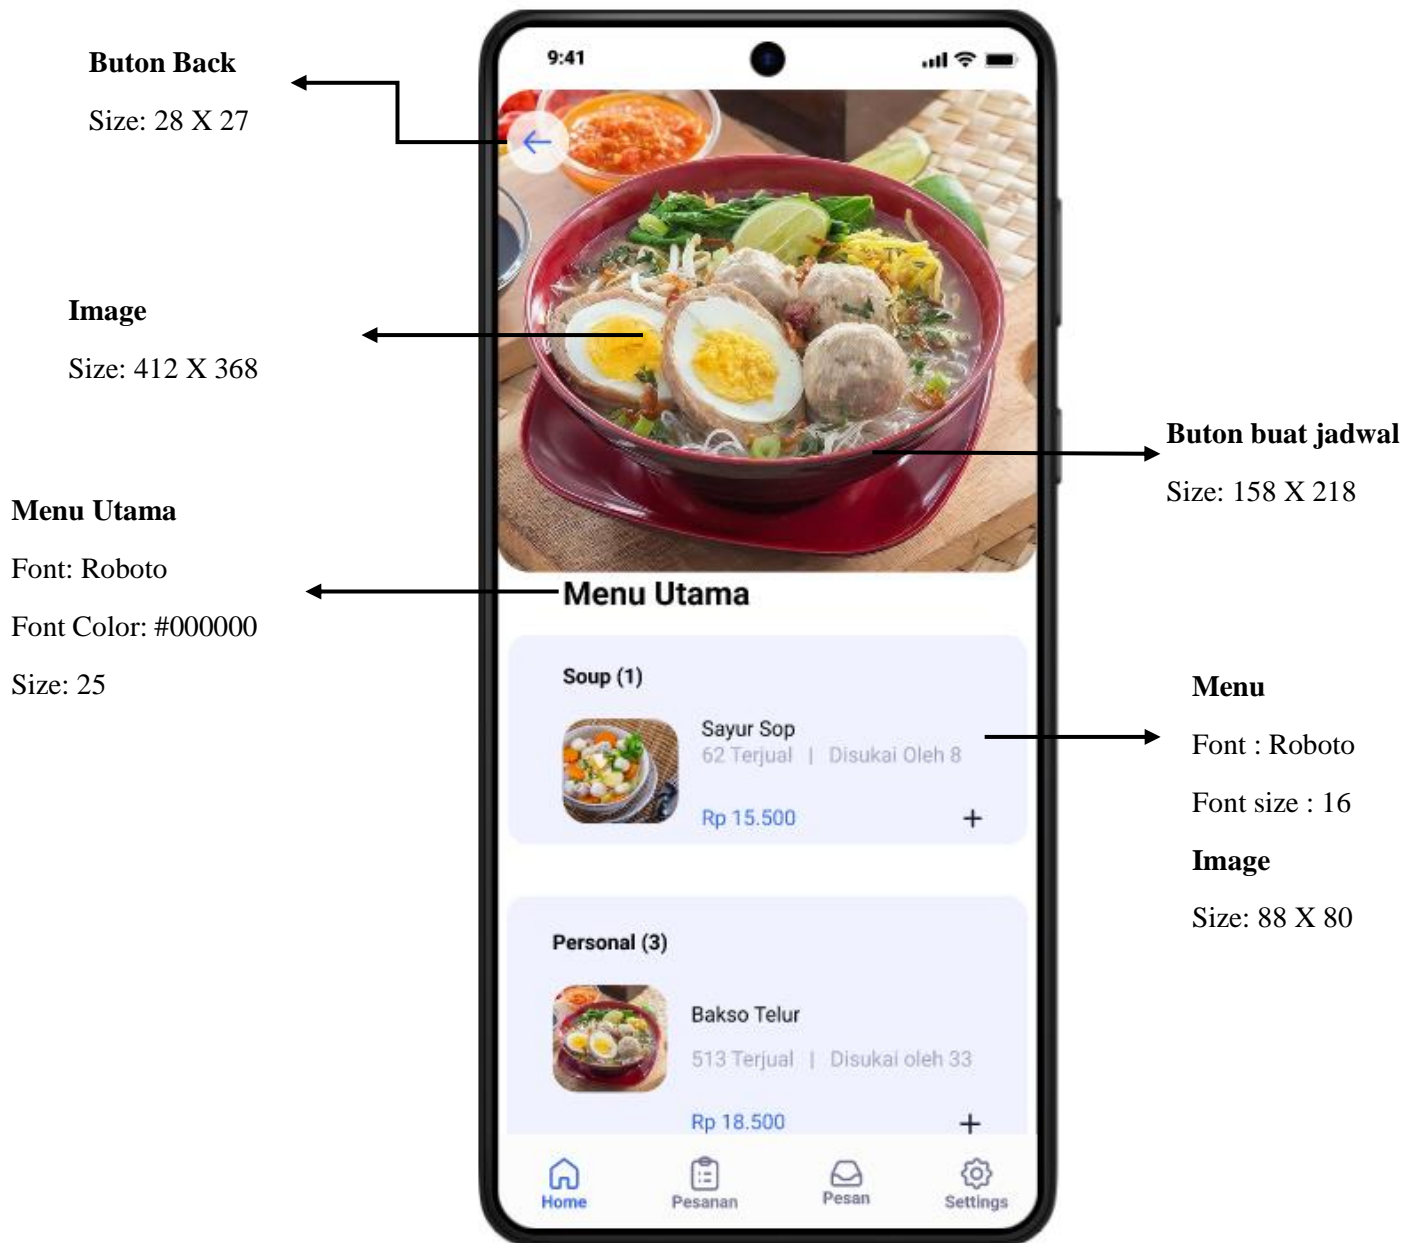 Buton Back
Size: 28 X 27
Image
Size: 412 X 368
Menu Utama
Font: Roboto
Font Color: #000000
Size: 25
9:41
Menu Utama
Soup (1)
Sayur Sop
62 Terjual | Disukai Oleh 8
Rp 15.500
+
Personal (3)
Bakso Telur
513 Terjual | Disukai oleh 33
Rp 18.500
+
Home
Pesanan
Pesan
Settings
Buton buat jadwal
Size: 158 X 218
Menu
Font : Roboto
Font size : 16
Image
Size: 88 X 80